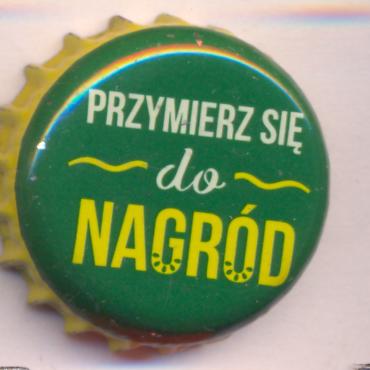 PRZYMIERZ SIĘ
do
NAGRÓD